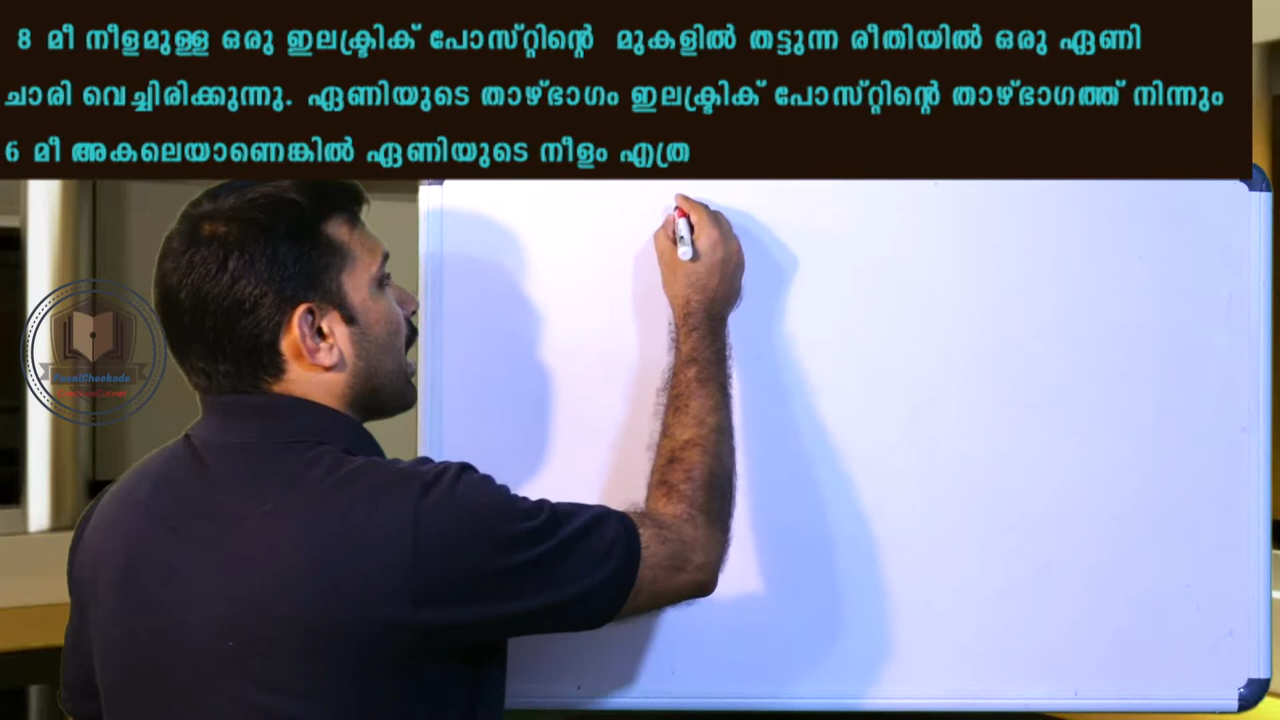 8 മീ നീളമുള്ള ഒരു ഇലക്ട്രിക് പോസ്റ്റിന്റെ മുകളിൽ തട്ടുന്ന രീതിയിൽ ഒരു ഏണി
ചാരി വെച്ചിരിക്കുന്നു. ഏണിയുടെ താഴ്ഭാഗം ഇലക്ട്രിക് പോസ്റ്റിന്റെ താഴ്ഭാഗത്ത് നിന്നും
6 മീ അകലെയാണെങ്കിൽ ഏണിയുടെ നീളം എത്ര